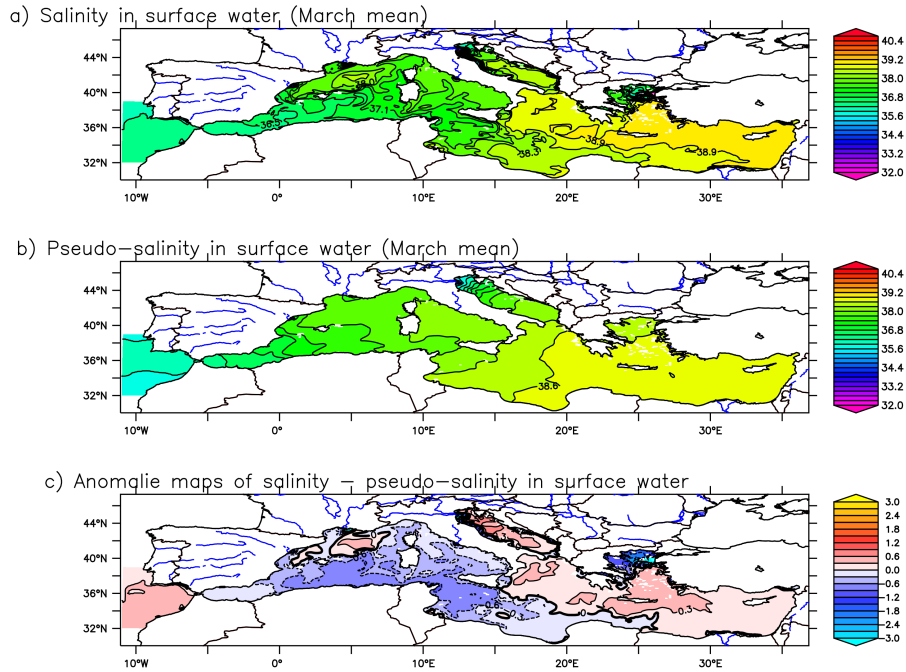 a) Salinity in surface water (March mean)
44°N
40°N
36°N
32°N
10°W 0° 10°E 20°E 30°E
37.1
38.3
38.9
38.9
40.4
39.2
38.0
36.8
35.6
34.4
33.2
32.0
b) Pseudo-salinity in surface water (March mean)
44°N
40°N
36°N
32°N
10°W 0° 10°E 20°E 30°E
38.6
40.4
39.2
38.0
36.8
35.6
34.4
33.2
32.0
c) Anomalie maps of salinity - pseudo-salinity in surface water
44°N
40°N
36°N
32°N
10°W 0° 10°E 20°E 30°E
0.3
3.0
2.4
1.8
1.2
0.6
0.0
-0.6
-1.2
-1.8
-2.4
-3.0